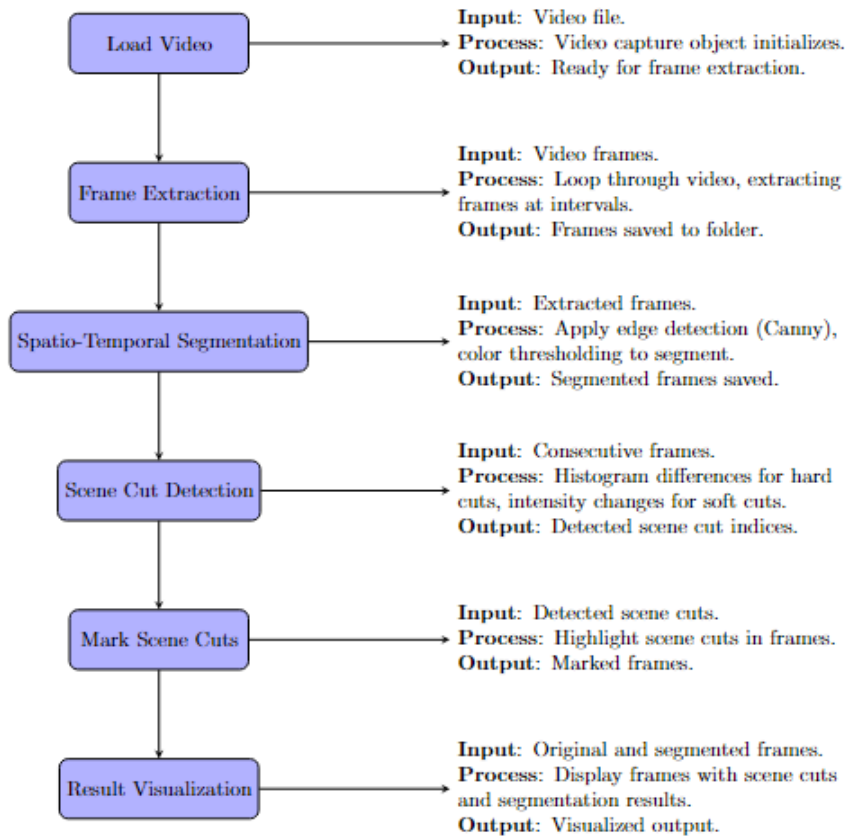 Load Video
Input: Video file.
Process: Video capture object initializes.
Output: Ready for frame extraction.
Frame Extraction
Input: Video frames.
Process: Loop through video, extracting
frames at intervals.
Output: Frames saved to folder.
Spatio-Temporal Segmentation
Input: Extracted frames.
Process: Apply edge detection (Canny),
color thresholding to segment.
Output: Segmented frames saved.
Scene Cut Detection
Input: Consecutive frames.
Process: Histogram differences for hard
cuts, intensity changes for soft cuts.
Output: Detected scene cut indices.
Mark Scene Cuts
Input: Detected scene cuts.
Process: Highlight scene cuts in frames.
Output: Marked frames.
Result Visualization
Input: Original and segmented frames.
Process: Display frames with scene cuts
and segmentation results.
Output: Visualized output.